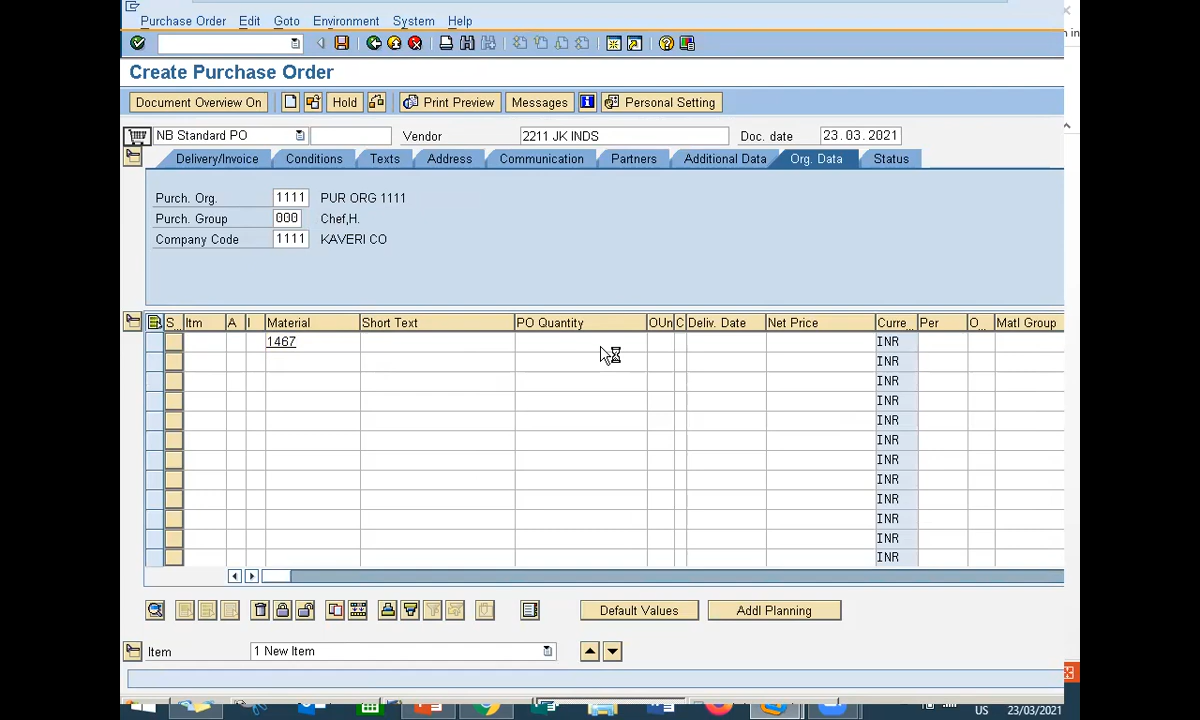 Purchase Order Edit Goto Environment System Help
Create Purchase Order
Document Overview On Hold Print Preview Messages Personal Setting
NB Standard PO Vendor 2211 JK INDS Doc. date 23.03.2021
Delivery/Invoice Conditions Texts Address Communication Partners Additional Data Org. Data Status
Purch. Org. 1111 PUR ORG 1111
Purch. Group 000 Chef,H.
Company Code 1111 KAVERI CO
S... Itm A I Material Short Text PO Quantity OUn C Deliv. Date Net Price Curre... Per O... Matl Group
1467 INR
INR
INR
INR
INR
INR
INR
INR
INR
INR
INR
INR
Default Values Addl Planning
Item 1 New Item
US 23/03/2021